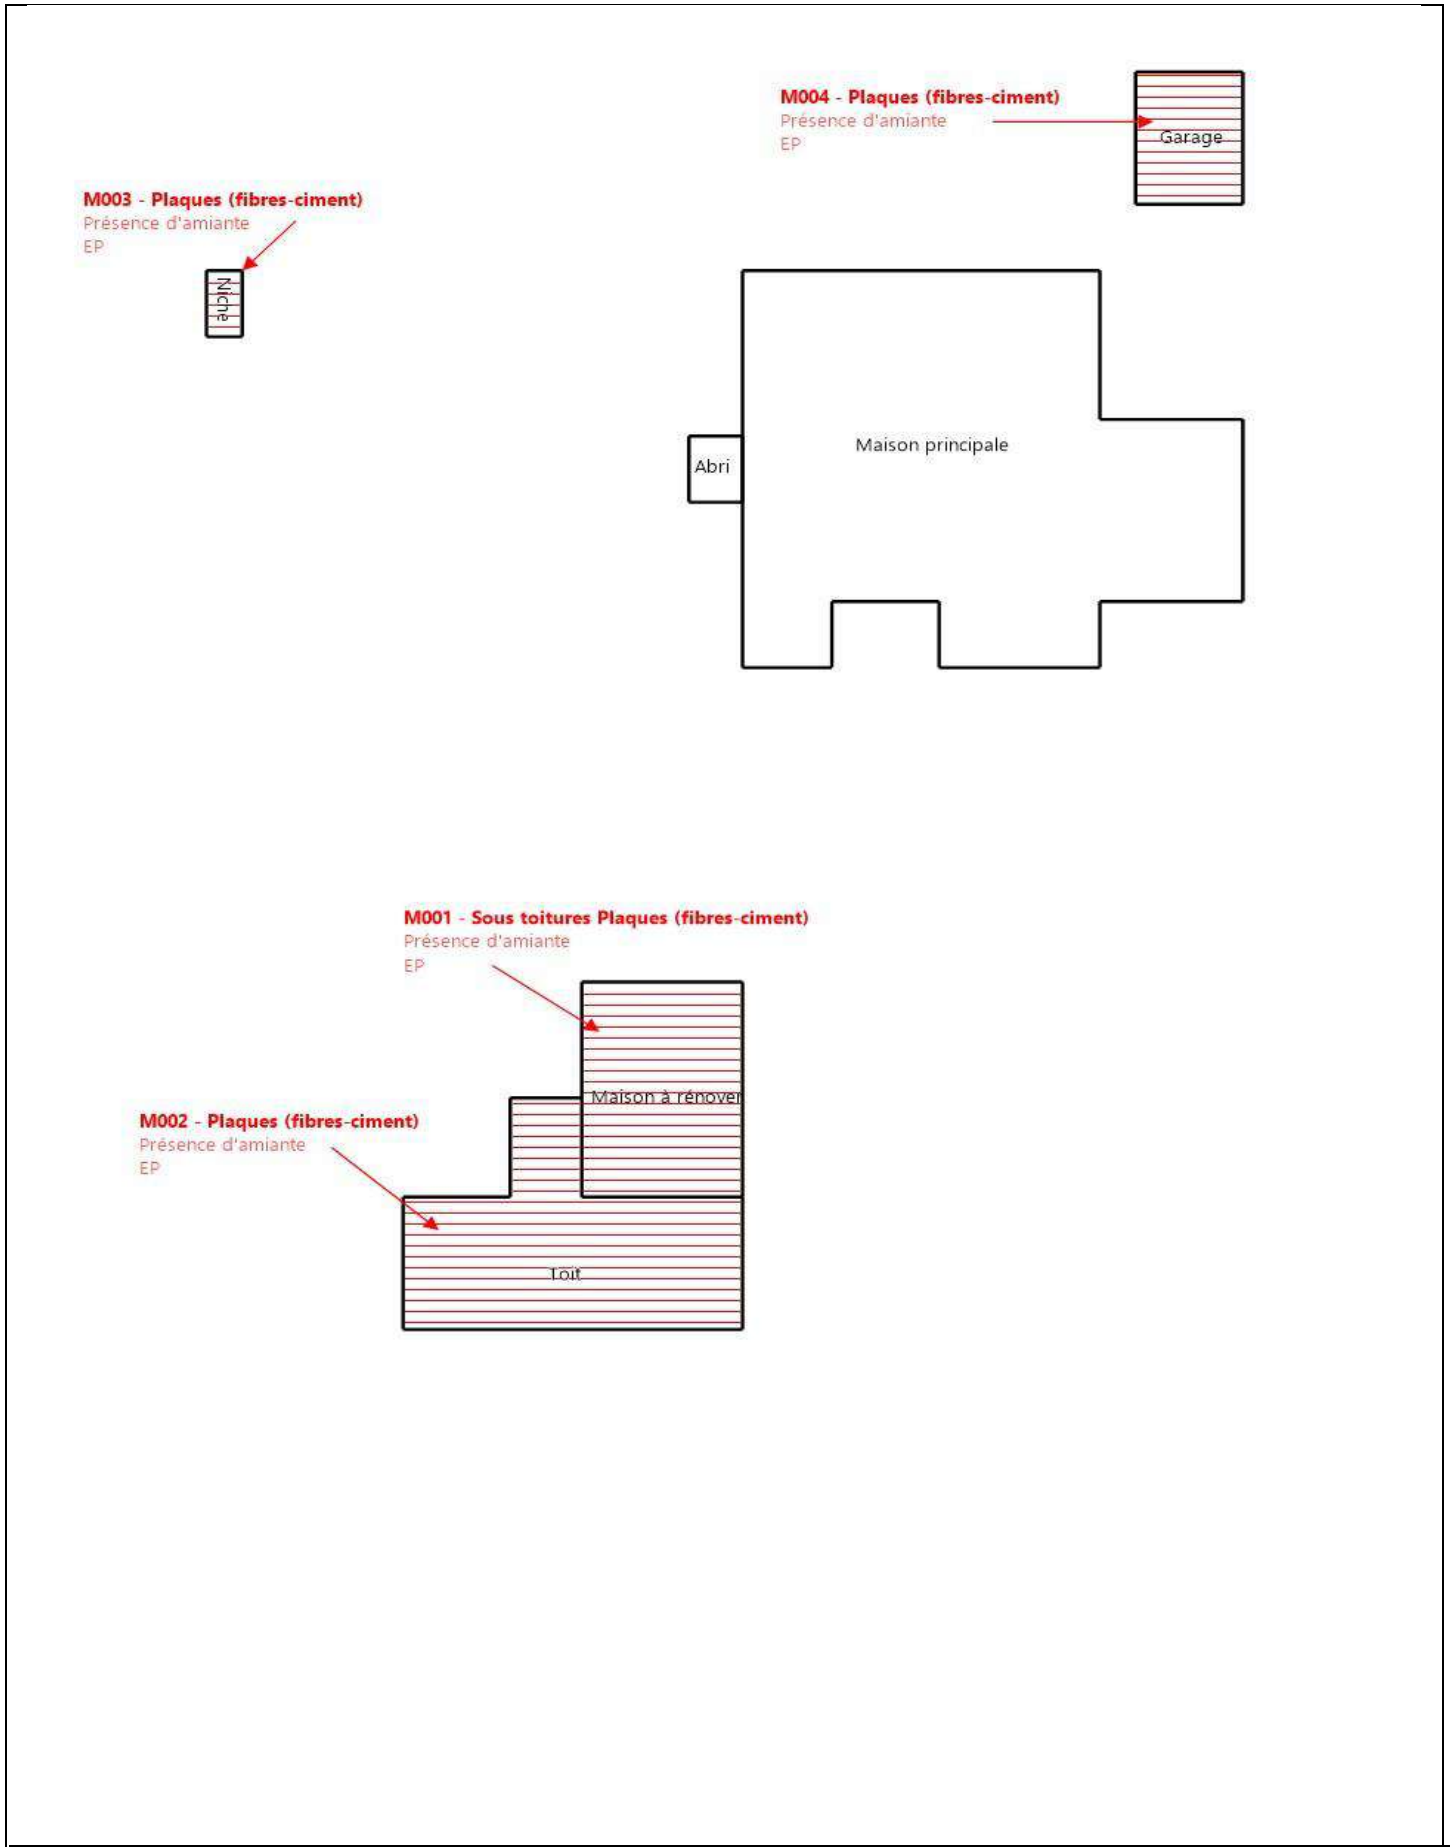 M004 - Plaques (fibres-ciment)
Présence d'amiante
EP
Garage
M003 - Plaques (fibres-ciment)
Présence d'amiante
EP
Niche
Maison principale
Abri
M001 - Sous toitures Plaques (fibres-ciment)
Présence d'amiante
EP
Maison à rénover
M002 - Plaques (fibres-ciment)
Présence d'amiante
EP
Toit